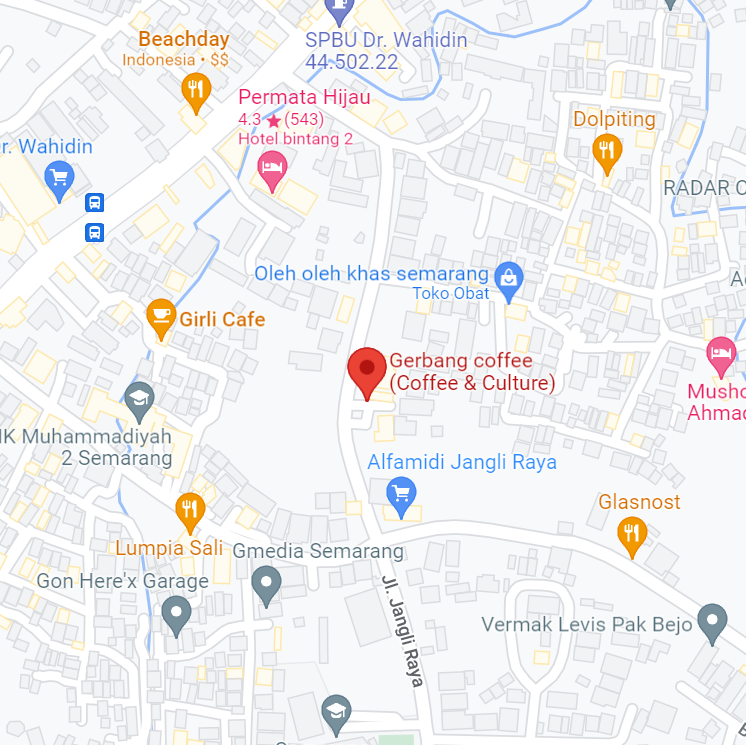 Beachday
Indonesia • $$
SPBU Dr. Wahidin
44.502.22
Permata Hijau
4.3 ★ (543)
Hotel bintang 2
Dolpiting
r. Wahidin
RADAR
Oleh oleh khas semarang
Toko Obat
Girli Cafe
Gerbang coffee
(Coffee & Culture)
Musho
Ahmad
IK Muhammadiyah
2 Semarang
Alfamidi Jangli Raya
Glasnost
Lumpia Sali
Gmedia Semarang
Gon Here'x Garage
Jl. Jangli Raya
Vermak Levis Pak Bejo